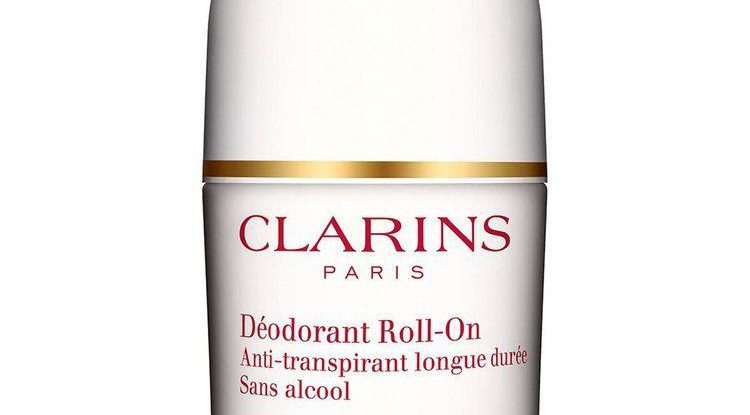 CLARINS
PARIS
Déodorant Roll-On
Anti-transpirant longue durée
Sans alcool